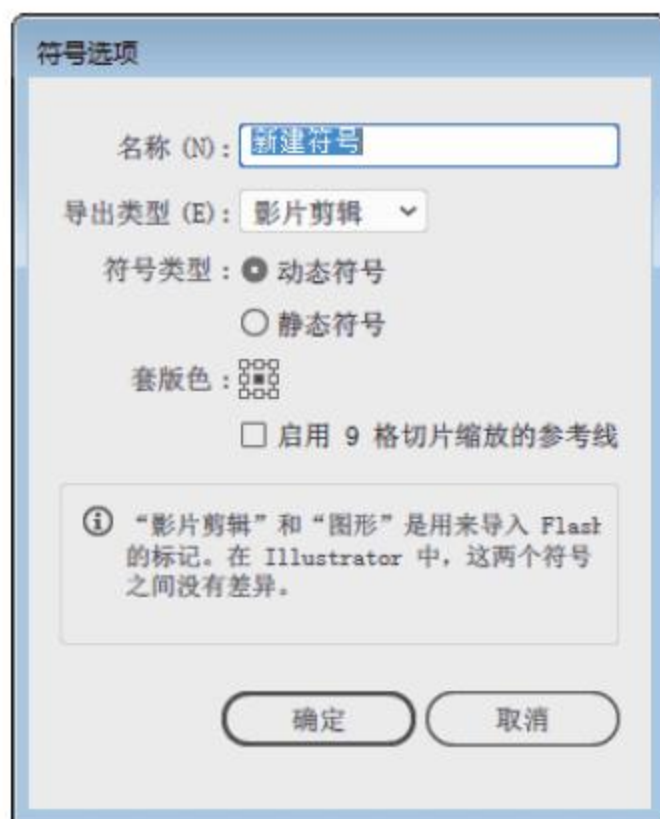 符号选项
名称 (N)：新建符号
导出类型 (E)：影片剪辑
符号类型：动态符号
静态符号
套版色：
启用 9 格切片缩放的参考线
“影片剪辑”和“图形”是用来导入 Flash
的标记。在 Illustrator 中，这两个符号
之间没有差异。
确定 取消